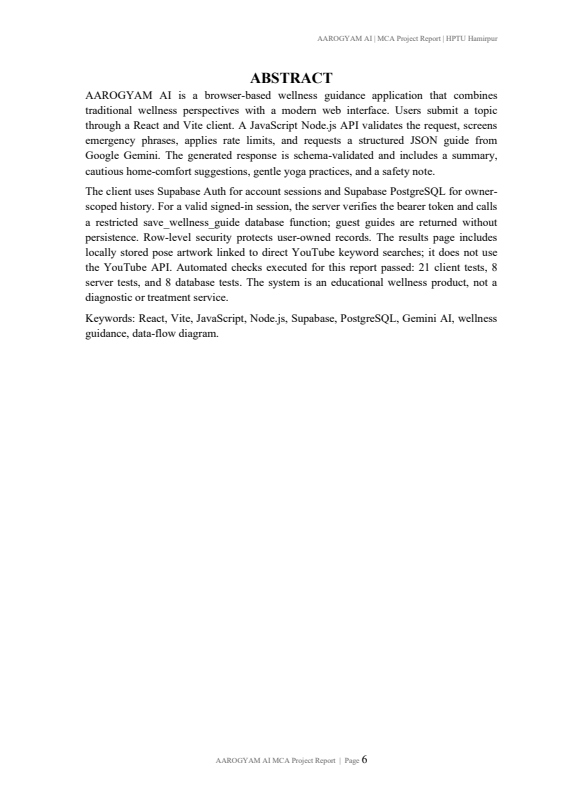 AAROGYAM AI | MCA Project Report | HPTU Hamirpur
ABSTRACT
AAROGYAM AI is a browser-based wellness guidance application that combines
traditional wellness perspectives with a modern web interface. Users submit a topic
through a React and Vite client. A JavaScript Node.js API validates the request, screens
emergency phrases, applies rate limits, and requests a structured JSON guide from
Google Gemini. The generated response is schema-validated and includes a summary,
cautious home-comfort suggestions, gentle yoga practices, and a safety note.
The client uses Supabase Auth for account sessions and Supabase PostgreSQL for owner-
scoped history. For a valid signed-in session, the server verifies the bearer token and calls
a restricted save_wellness_guide database function; guest guides are returned without
persistence. Row-level security protects user-owned records. The results page includes
locally stored pose artwork linked to direct YouTube keyword searches; it does not use
the YouTube API. Automated checks executed for this report passed: 21 client tests, 8
server tests, and 8 database tests. The system is an educational wellness product, not a
diagnostic or treatment service.
Keywords: React, Vite, JavaScript, Node.js, Supabase, PostgreSQL, Gemini AI, wellness
guidance, data-flow diagram.
AAROGYAM AI MCA Project Report | Page 6